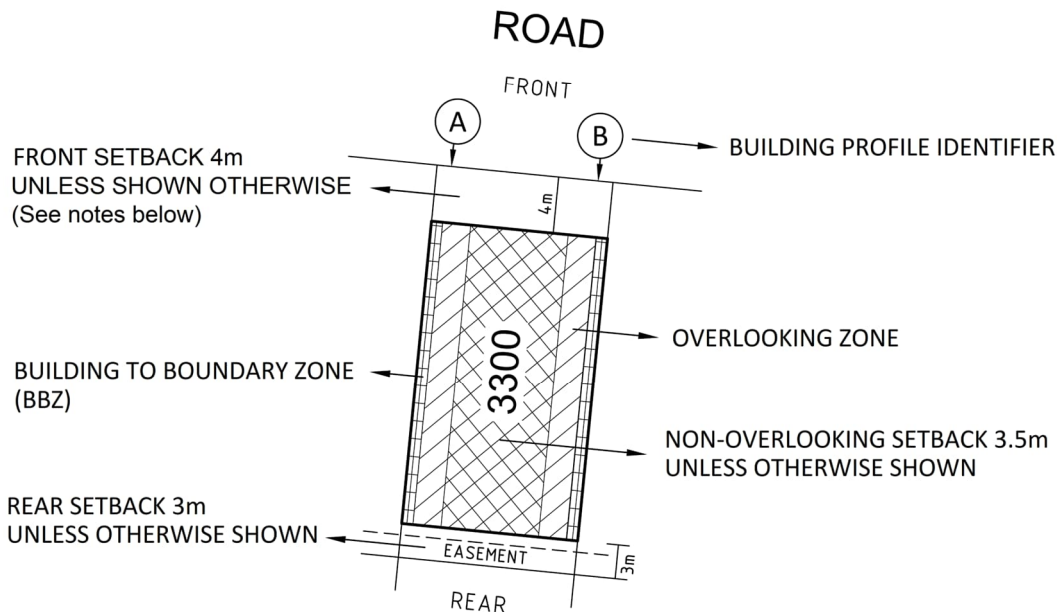 ROAD
FRONT
A
B
BUILDING PROFILE IDENTIFIER
FRONT SETBACK 4m
UNLESS SHOWN OTHERWISE
(See notes below)
4m
OVERLOOKING ZONE
3300
BUILDING TO BOUNDARY ZONE
(BBZ)
NON-OVERLOOKING SETBACK 3.5m
UNLESS OTHERWISE SHOWN
REAR SETBACK 3m
UNLESS OTHERWISE SHOWN
EASEMENT
3m
REAR